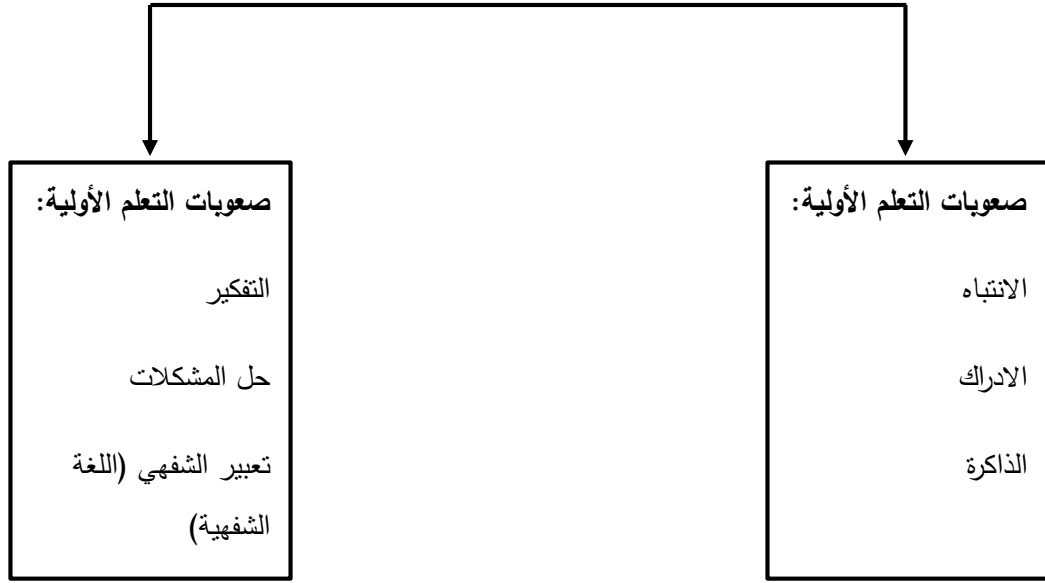 صعوبات التعلم الأولية:
الانتباه
الادراك
الذاكرة
صعوبات التعلم الأولية:
التفكير
حل المشكلات
تعبير الشفهي (اللغة
الشفهية)